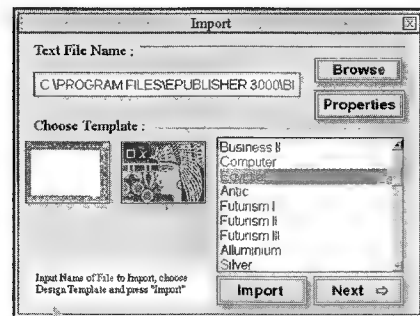 Import
Text File Name :
C:\PROGRAM FILES\EPUBLISHER 3000\BI
Browse
Properties
Choose Template :
Business II
Computer
Egyptian
Antic
Futurism I
Futurism II
Futurism III
Alluminium
Silver
Input Name of File to Import, choose
Design Template and press "Import"
Import
Next ⇨